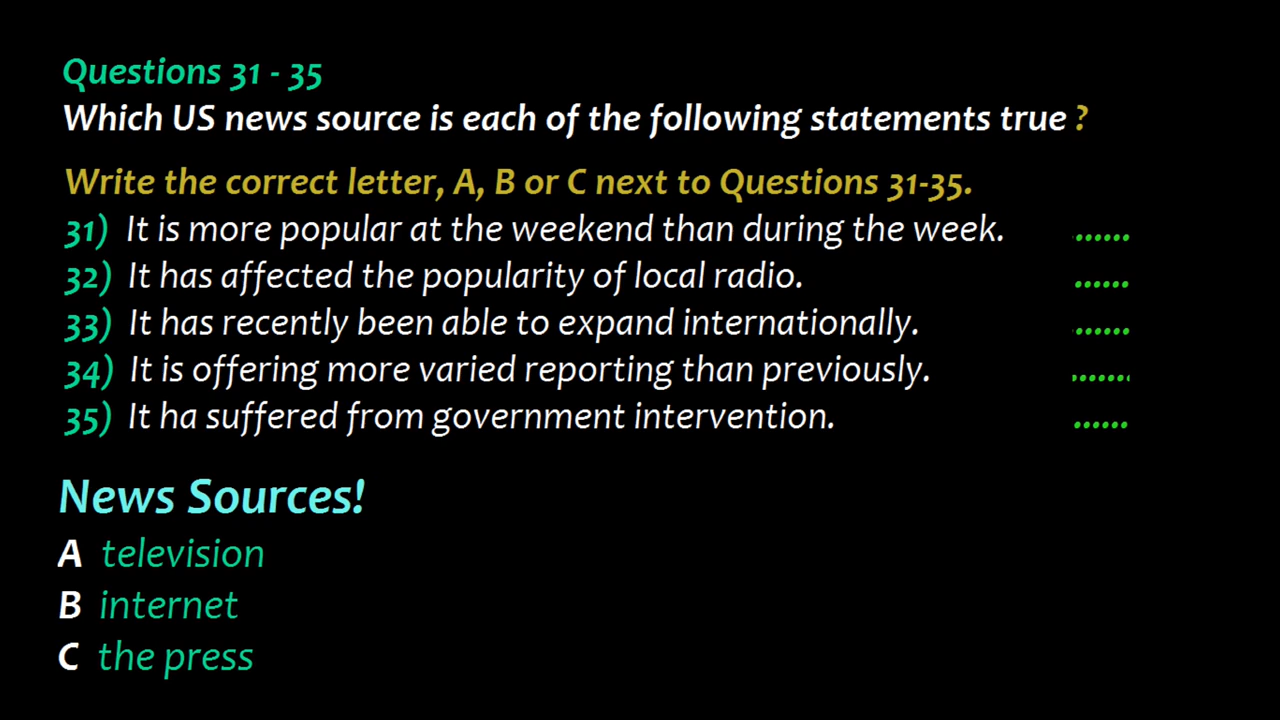 Questions 31 - 35
Which US news source is each of the following statements true ?
Write the correct letter, A, B or C next to Questions 31-35.
31) It is more popular at the weekend than during the week. ......
32) It has affected the popularity of local radio. ......
33) It has recently been able to expand internationally. ......
34) It is offering more varied reporting than previously. ......
35) It ha suffered from government intervention. ......
News Sources!
A television
B internet
C the press